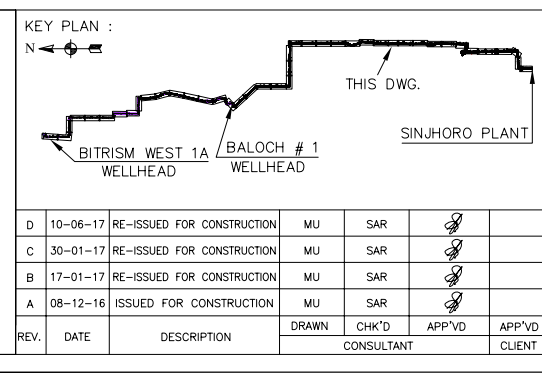 KEY PLAN :
N
THIS DWG.
SINJHORO PLANT
BITRISM WEST 1A
WELLHEAD
BALOCH # 1
WELLHEAD
D 10-06-17 RE-ISSUED FOR CONSTRUCTION MU SAR
C 30-01-17 RE-ISSUED FOR CONSTRUCTION MU SAR
B 17-01-17 RE-ISSUED FOR CONSTRUCTION MU SAR
A 08-12-16 ISSUED FOR CONSTRUCTION MU SAR
REV. DATE DESCRIPTION DRAWN CHK'D APP'VD APP'VD
CONSULTANT CLIENT